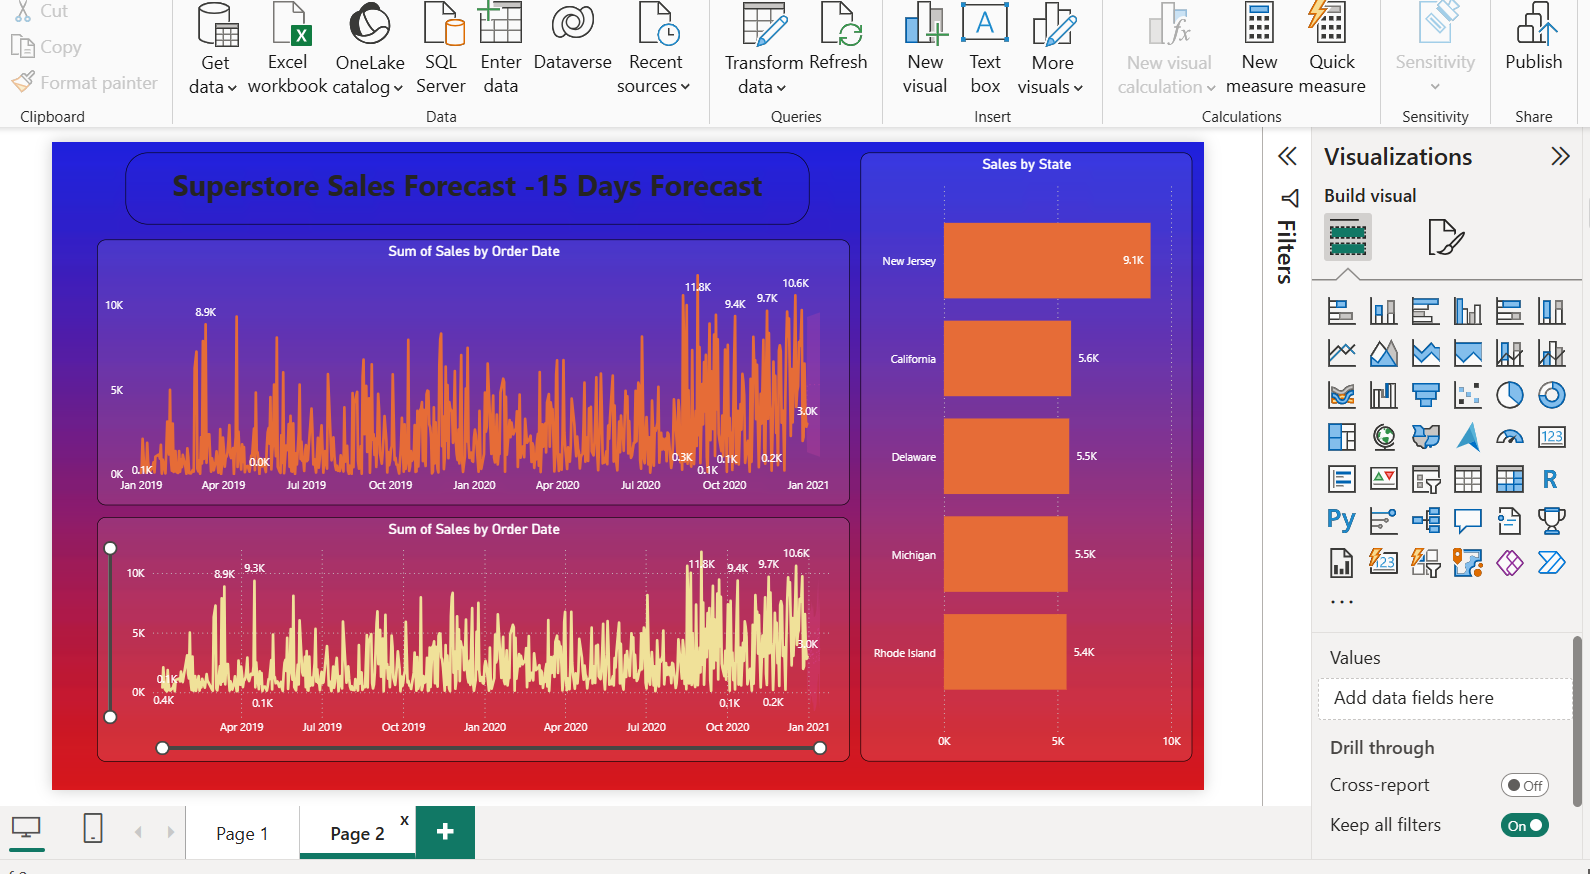 Cut
Copy
Format painter
Clipboard
Get data
Excel workbook
OneLake catalog
SQL Server
Enter data
Dataverse
Recent sources
Data
Transform data
Refresh
Queries
New visual
Text box
More visuals
Insert
New visual calculation
New measure
Quick measure
Calculations
Sensitivity
Sensitivity
Publish
Share
Superstore Sales Forecast -15 Days Forecast
Sum of Sales by Order Date
10K
5K
0K
0.1K
8.9K
0.0K
11.8K
9.4K
9.7K
10.6K
3.0K
0.3K
0.1K
0.1K
0.2K
Jan 2019
Apr 2019
Jul 2019
Oct 2019
Jan 2020
Apr 2020
Jul 2020
Oct 2020
Jan 2021
Sum of Sales by Order Date
10K
5K
0K
0.1K
0.4K
8.9K
9.3K
0.1K
11.8K
9.4K
9.7K
10.6K
3.0K
0.1K
0.2K
Apr 2019
Jul 2019
Oct 2019
Jan 2020
Apr 2020
Jul 2020
Oct 2020
Jan 2021
Sales by State
New Jersey
9.1K
California
5.6K
Delaware
5.5K
Michigan
5.5K
Rhode Island
5.4K
0K
5K
10K
Filters
Visualizations
Build visual
123
R
Py
123
...
Values
Add data fields here
Drill through
Cross-report
Off
Keep all filters
On
Page 1
Page 2
x
+